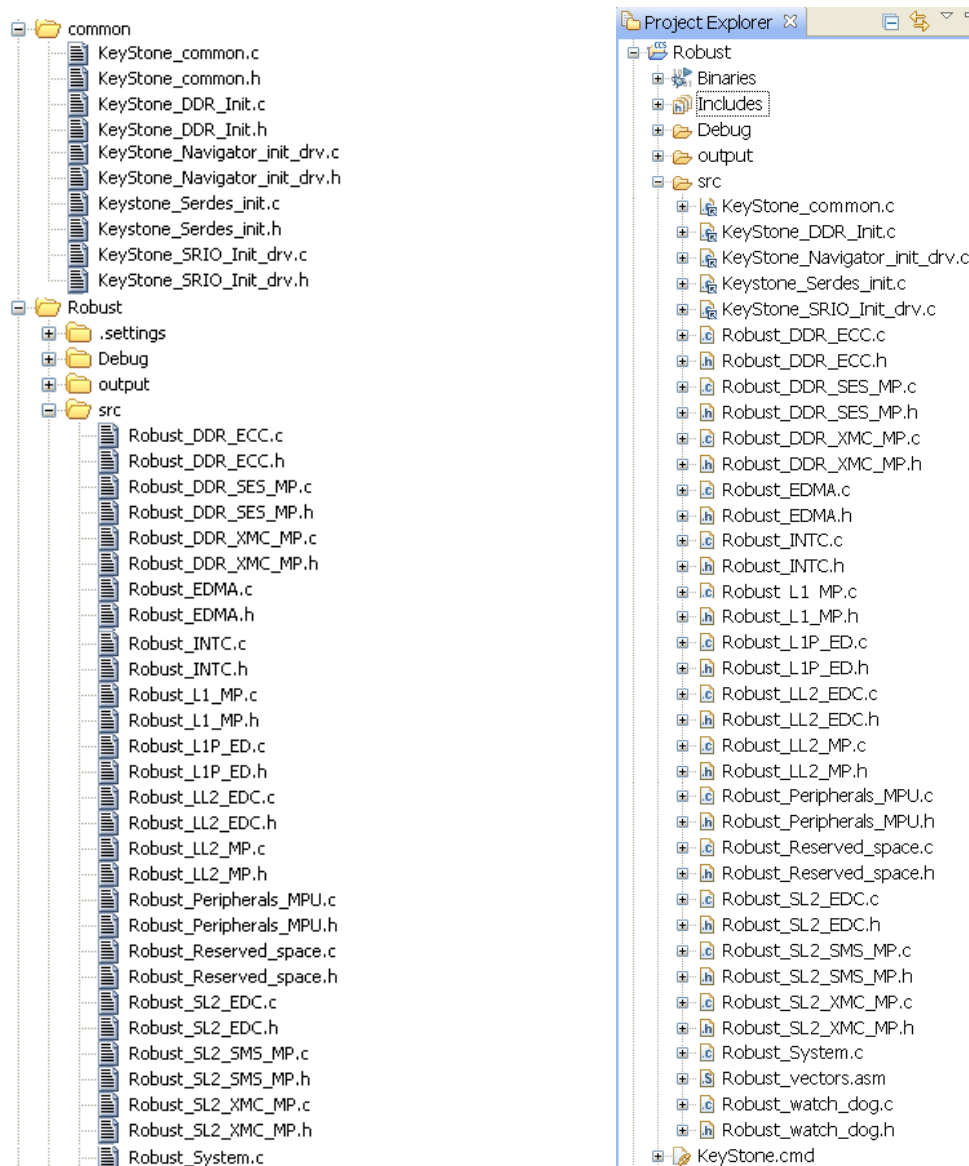 common
KeyStone_common.c
KeyStone_common.h
KeyStone_DDR_Init.c
KeyStone_DDR_Init.h
KeyStone_Navigator_init_drv.c
KeyStone_Navigator_init_drv.h
Keystone_Serdes_init.c
Keystone_Serdes_init.h
KeyStone_SRIO_Init_drv.c
KeyStone_SRIO_Init_drv.h
Robust
.settings
Debug
output
src
Robust_DDR_ECC.c
Robust_DDR_ECC.h
Robust_DDR_SES_MP.c
Robust_DDR_SES_MP.h
Robust_DDR_XMC_MP.c
Robust_DDR_XMC_MP.h
Robust_EDMA.c
Robust_EDMA.h
Robust_INTC.c
Robust_INTC.h
Robust_L1_MP.c
Robust_L1_MP.h
Robust_L1P_ED.c
Robust_L1P_ED.h
Robust_LL2_EDC.c
Robust_LL2_EDC.h
Robust_LL2_MP.c
Robust_LL2_MP.h
Robust_Peripherals_MPU.c
Robust_Peripherals_MPU.h
Robust_Reserved_space.c
Robust_Reserved_space.h
Robust_SL2_EDC.c
Robust_SL2_EDC.h
Robust_SL2_SMS_MP.c
Robust_SL2_SMS_MP.h
Robust_SL2_XMC_MP.c
Robust_SL2_XMC_MP.h
Robust_System.c
Project Explorer
Robust
Binaries
Includes
Debug
output
src
KeyStone_common.c
KeyStone_DDR_Init.c
KeyStone_Navigator_init_drv.c
Keystone_Serdes_init.c
KeyStone_SRIO_Init_drv.c
Robust_DDR_ECC.c
Robust_DDR_ECC.h
Robust_DDR_SES_MP.c
Robust_DDR_SES_MP.h
Robust_DDR_XMC_MP.c
Robust_DDR_XMC_MP.h
Robust_EDMA.c
Robust_EDMA.h
Robust_INTC.c
Robust_INTC.h
Robust_L1_MP.c
Robust_L1_MP.h
Robust_L1P_ED.c
Robust_L1P_ED.h
Robust_LL2_EDC.c
Robust_LL2_EDC.h
Robust_LL2_MP.c
Robust_LL2_MP.h
Robust_Peripherals_MPU.c
Robust_Peripherals_MPU.h
Robust_Reserved_space.c
Robust_Reserved_space.h
Robust_SL2_EDC.c
Robust_SL2_EDC.h
Robust_SL2_SMS_MP.c
Robust_SL2_SMS_MP.h
Robust_SL2_XMC_MP.c
Robust_SL2_XMC_MP.h
Robust_System.c
Robust_vectors.asm
Robust_watch_dog.c
Robust_watch_dog.h
KeyStone.cmd